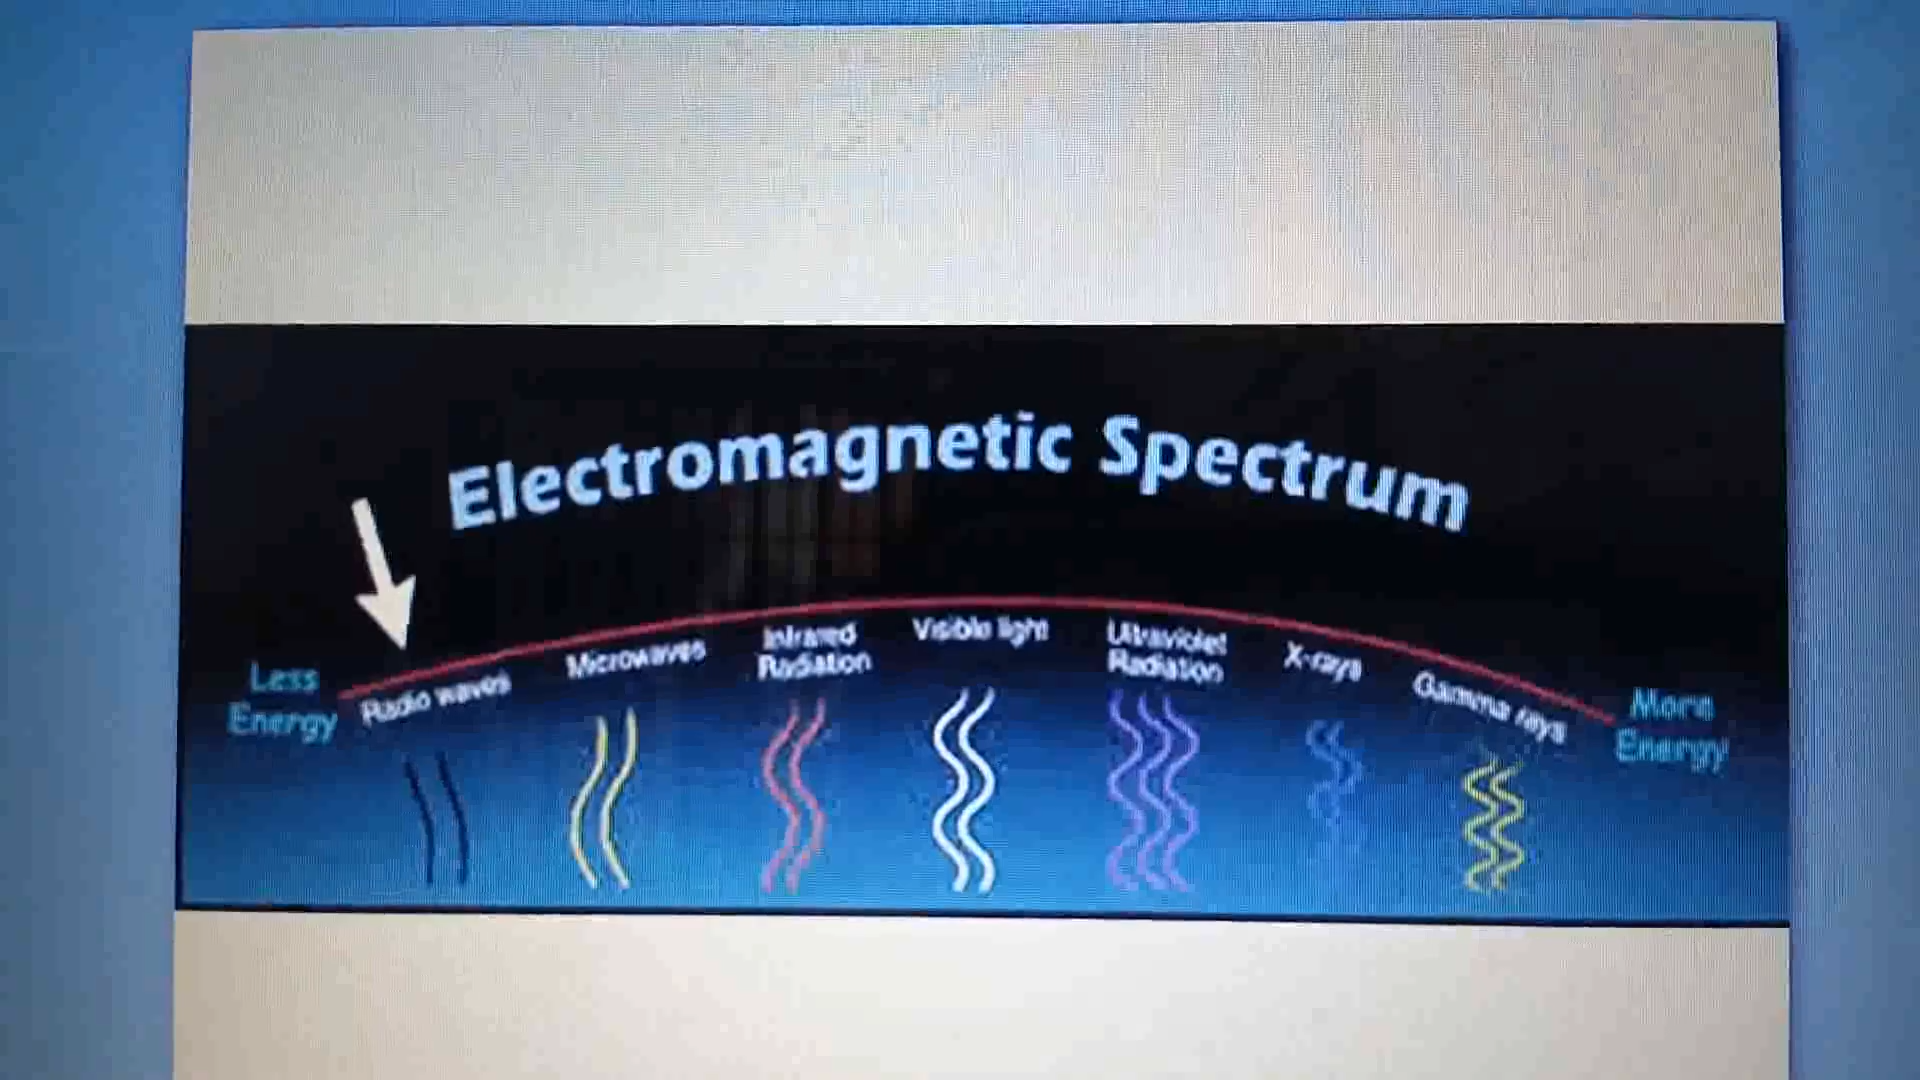 Electromagnetic Spectrum
Less
Energy
Radio waves
Microwaves
Infrared
Radiation
Visible light
Ultraviolet
Radiation
X-rays
Gamma rays
More
Energy